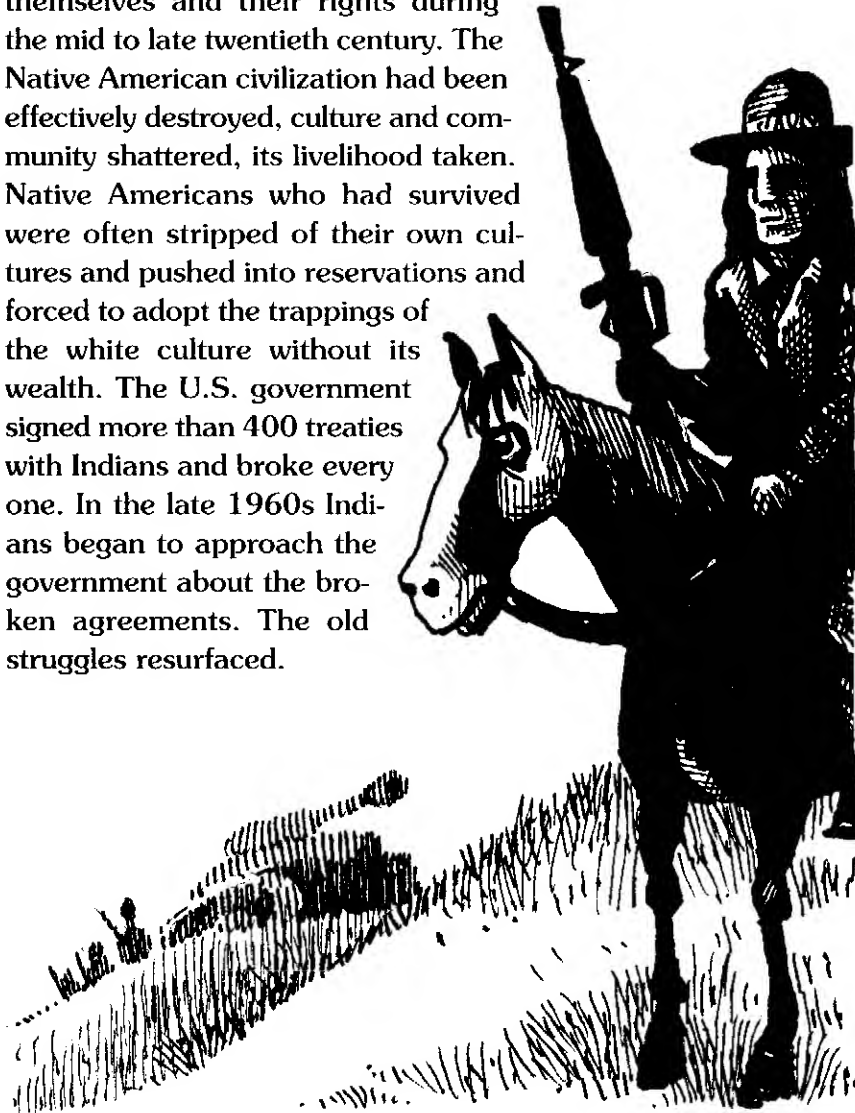 themselves and their rights during
the mid to late twentieth century. The
Native American civilization had been
effectively destroyed, culture and com-
munity shattered, its livelihood taken.
Native Americans who had survived
were often stripped of their own cul-
tures and pushed into reservations and
forced to adopt the trappings of
the white culture without its
wealth. The U.S. government
signed more than 400 treaties
with Indians and broke every
one. In the late 1960s Indi-
ans began to approach the
government about the bro-
ken agreements. The old
struggles resurfaced.